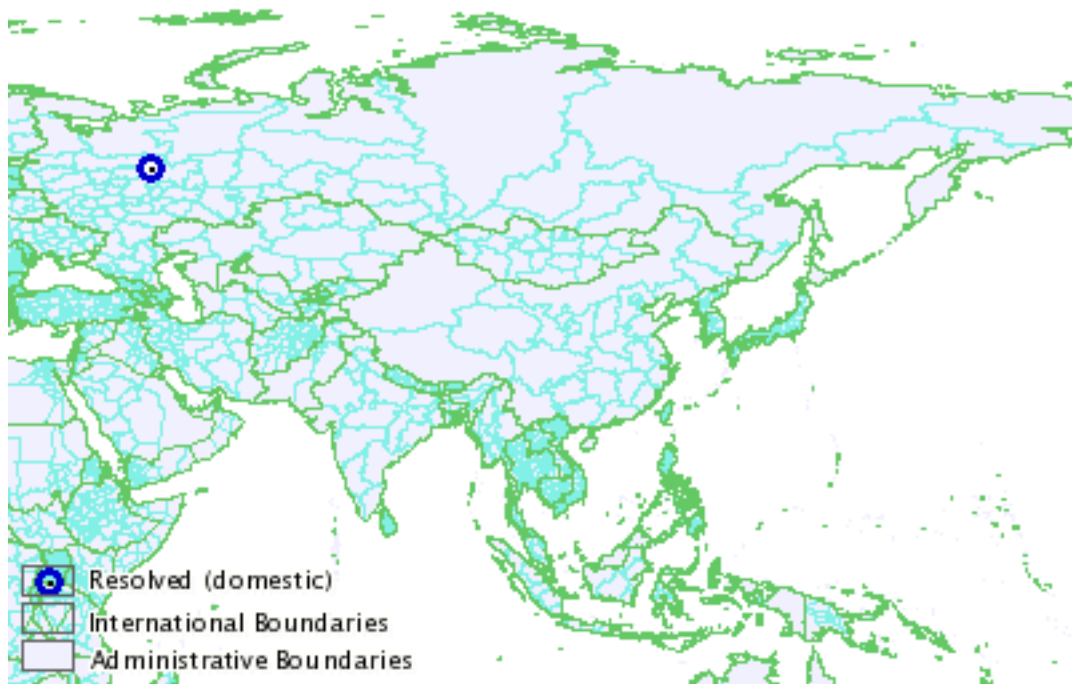 Resolved (domestic)
International Boundaries
Administrative Boundaries